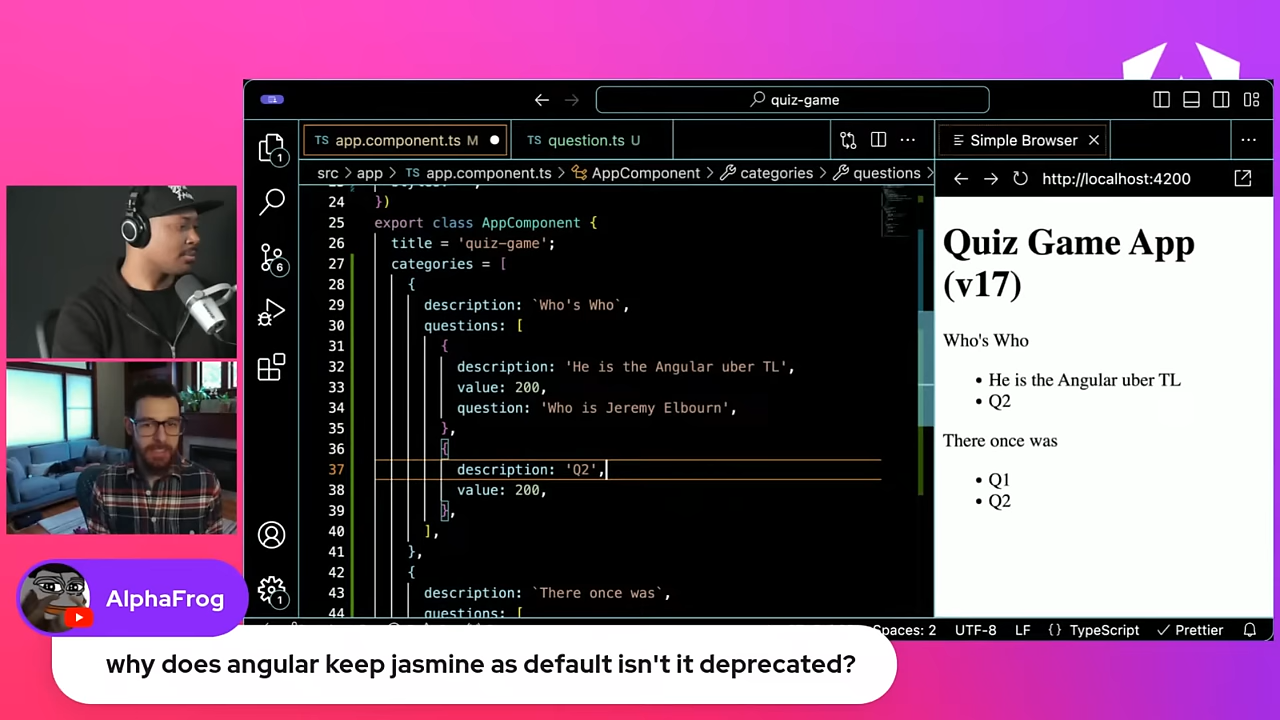 quiz-game
TS app.component.ts M
TS question.ts U
Simple Browser
src > app > TS app.component.ts > AppComponent > categories > questions >
http://localhost:4200
24 })
25 export class AppComponent {
26 title = 'quiz-game';
27 categories = [
28 {
29 description: `Who's Who`,
30 questions: [
31 {
32 description: 'He is the Angular uber TL',
33 value: 200,
34 question: 'Who is Jeremy Elbourn',
35 },
36 {
37 description: 'Q2',
38 value: 200,
39 },
40 ],
41 },
42 {
43 description: `There once was`,
44 questions: [
1
6
1
Quiz Game App
(v17)
Who's Who
• He is the Angular uber TL
• Q2
There once was
• Q1
• Q2
Spaces: 2 UTF-8 LF {} TypeScript ✓ Prettier
AlphaFrog
why does angular keep jasmine as default isn't it deprecated?